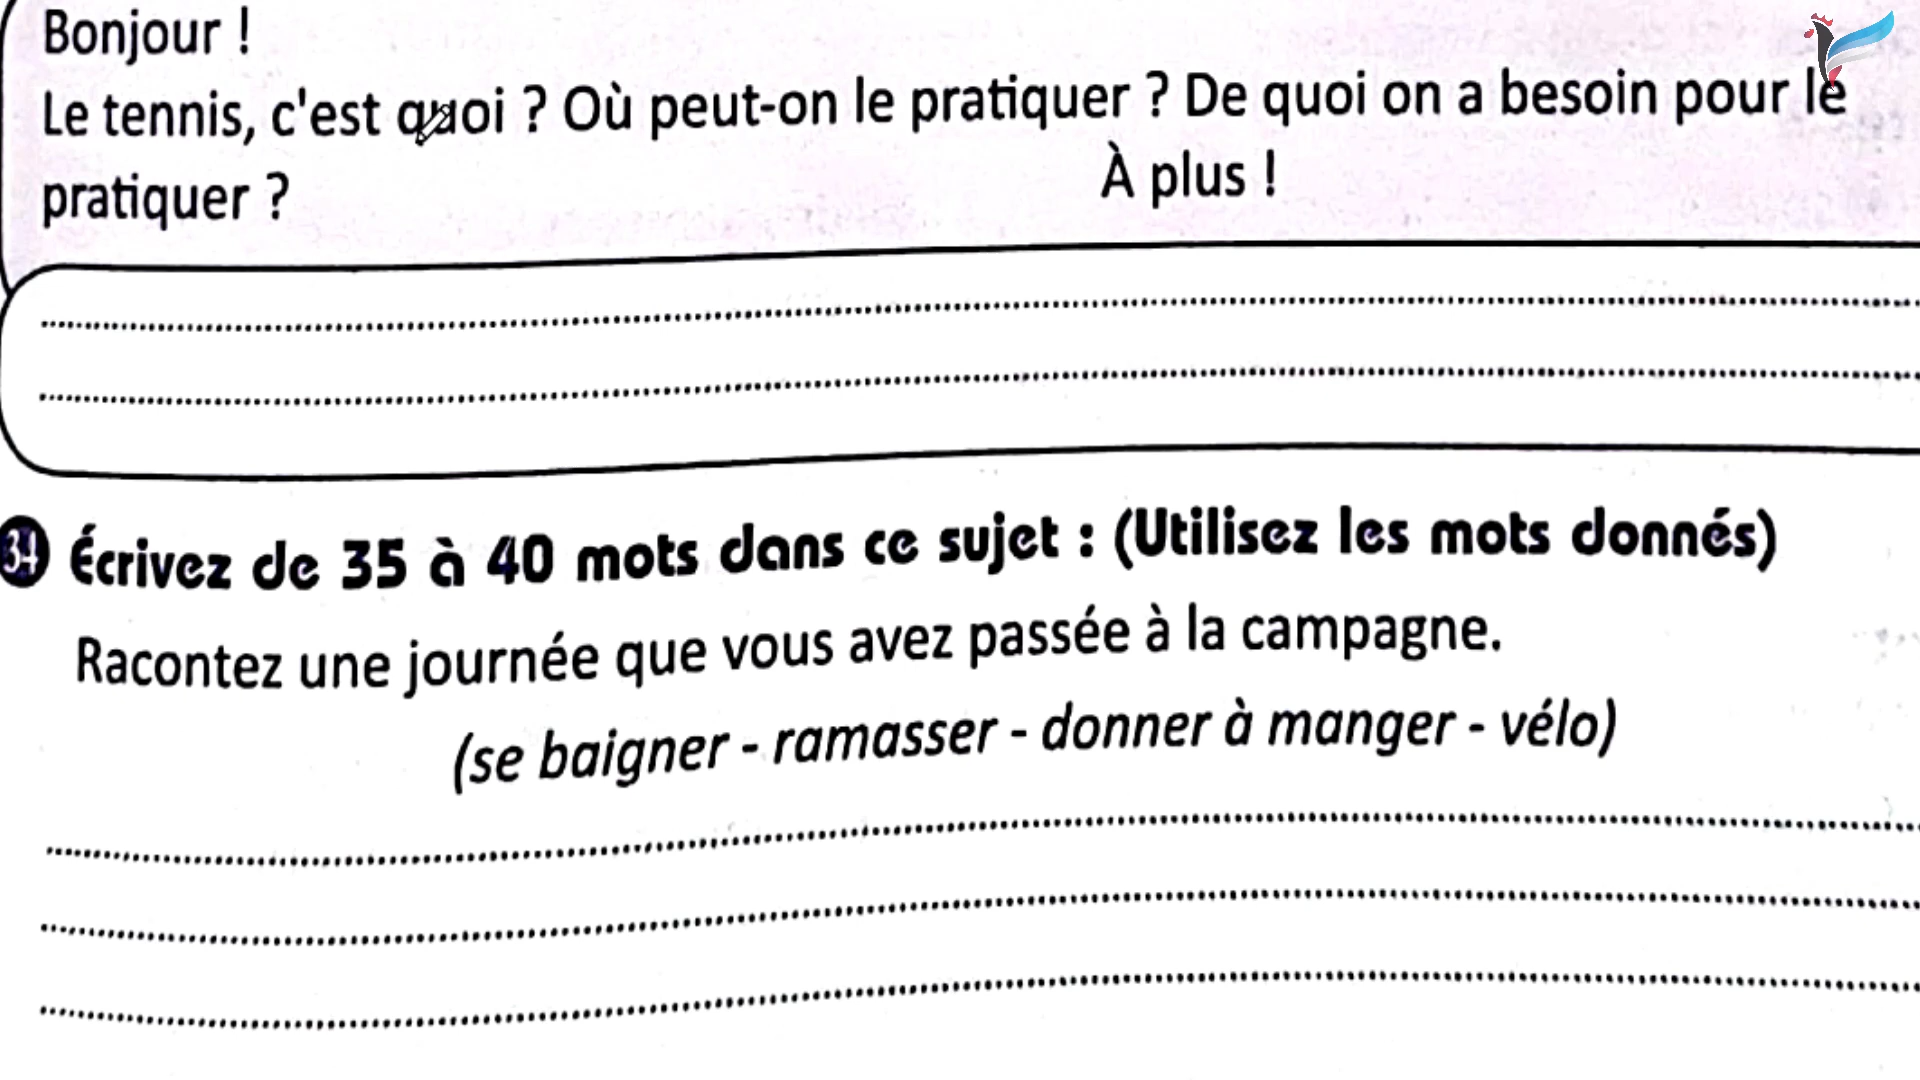 Bonjour !
Le tennis, c'est quoi ? Où peut-on le pratiquer ? De quoi on a besoin pour le
pratiquer ? À plus !
34 Écrivez de 35 à 40 mots dans ce sujet : (Utilisez les mots donnés)
Racontez une journée que vous avez passée à la campagne.
(se baigner - ramasser - donner à manger - vélo)